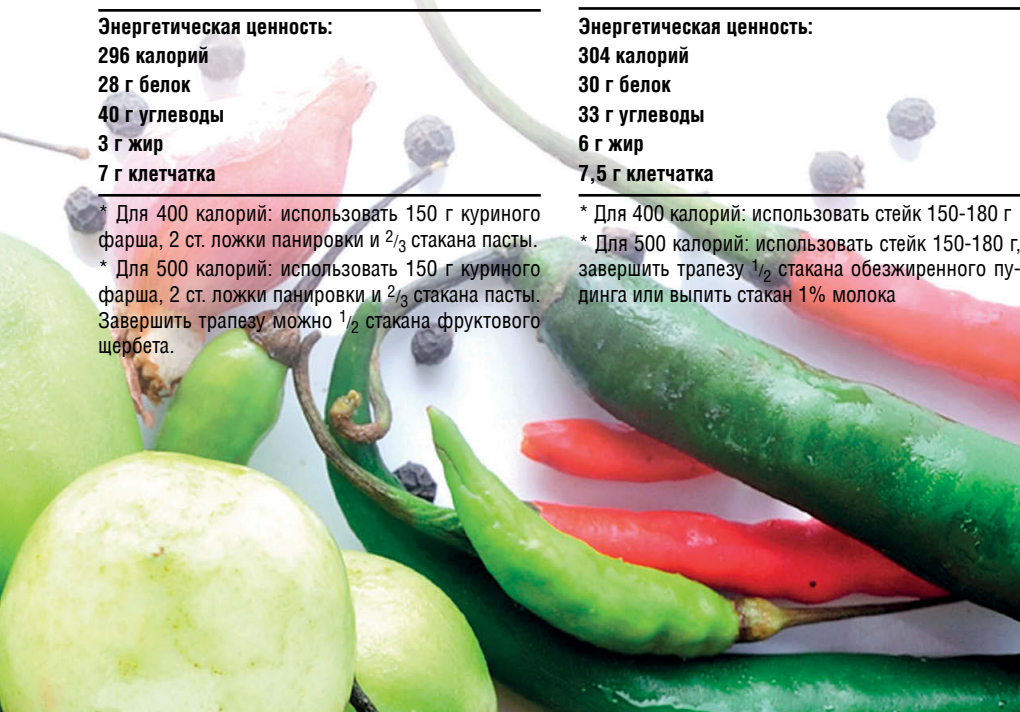 Энергетическая ценность:
296 калорий
28 г белок
40 г углеводы
3 г жир
7 г клетчатка
* Для 400 калорий: использовать 150 г куриного
фарша, 2 ст. ложки панировки и 2/3 стакана пасты.
* Для 500 калорий: использовать 150 г куриного
фарша, 2 ст. ложки панировки и 2/3 стакана пасты.
Завершить трапезу можно 1/2 стакана фруктового
щербета.
Энергетическая ценность:
304 калорий
30 г белок
33 г углеводы
6 г жир
7,5 г клетчатка
* Для 400 калорий: использовать стейк 150-180 г
* Для 500 калорий: использовать стейк 150-180 г,
завершить трапезу 1/2 стакана обезжиренного пу-
динга или выпить стакан 1% молока